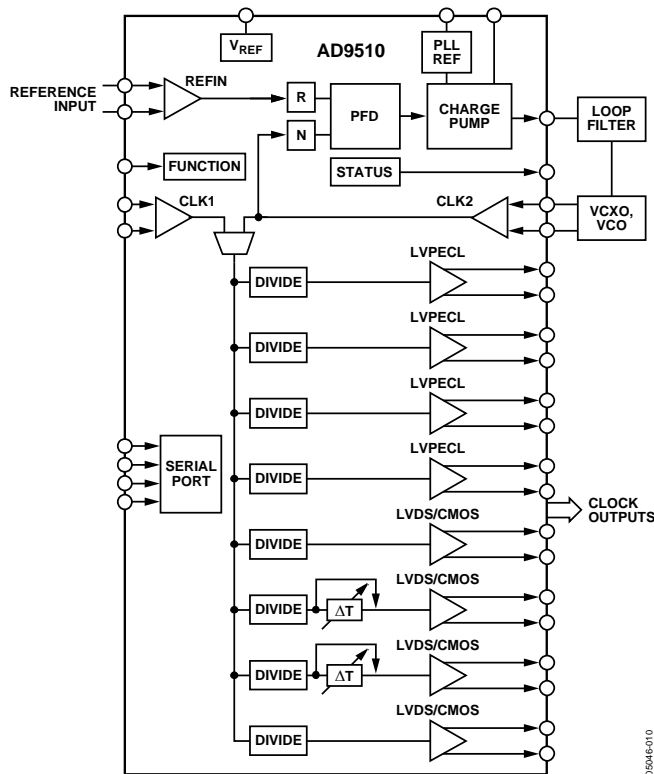 VREF
AD9510
PLL
REF
REFERENCE
INPUT
REFIN
R
N
PFD
CHARGE
PUMP
LOOP
FILTER
FUNCTION
STATUS
CLK1
CLK2
VCXO,
VCO
LVPECL
DIVIDE
LVPECL
DIVIDE
LVPECL
DIVIDE
LVPECL
DIVIDE
SERIAL
PORT
CLOCK
OUTPUTS
LVDS/CMOS
DIVIDE
LVDS/CMOS
DIVIDE
ΔT
LVDS/CMOS
DIVIDE
ΔT
LVDS/CMOS
DIVIDE
05046-010